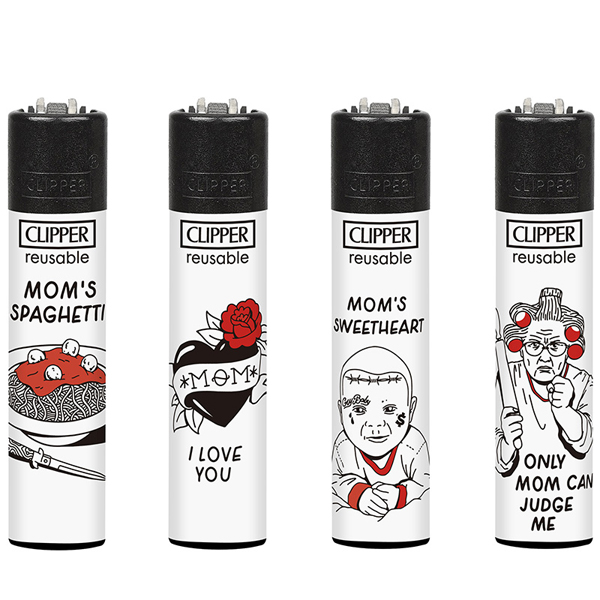 CLIPPER
CLIPPER
reusable
MOM'S
SPAGHETTI
CLIPPER
CLIPPER
reusable
*MOM*
I LOVE
YOU
CLIPPER
CLIPPER
reusable
MOM'S
SWEETHEART
$
CLIPPER
CLIPPER
reusable
ONLY
MOM CAN
JUDGE
ME